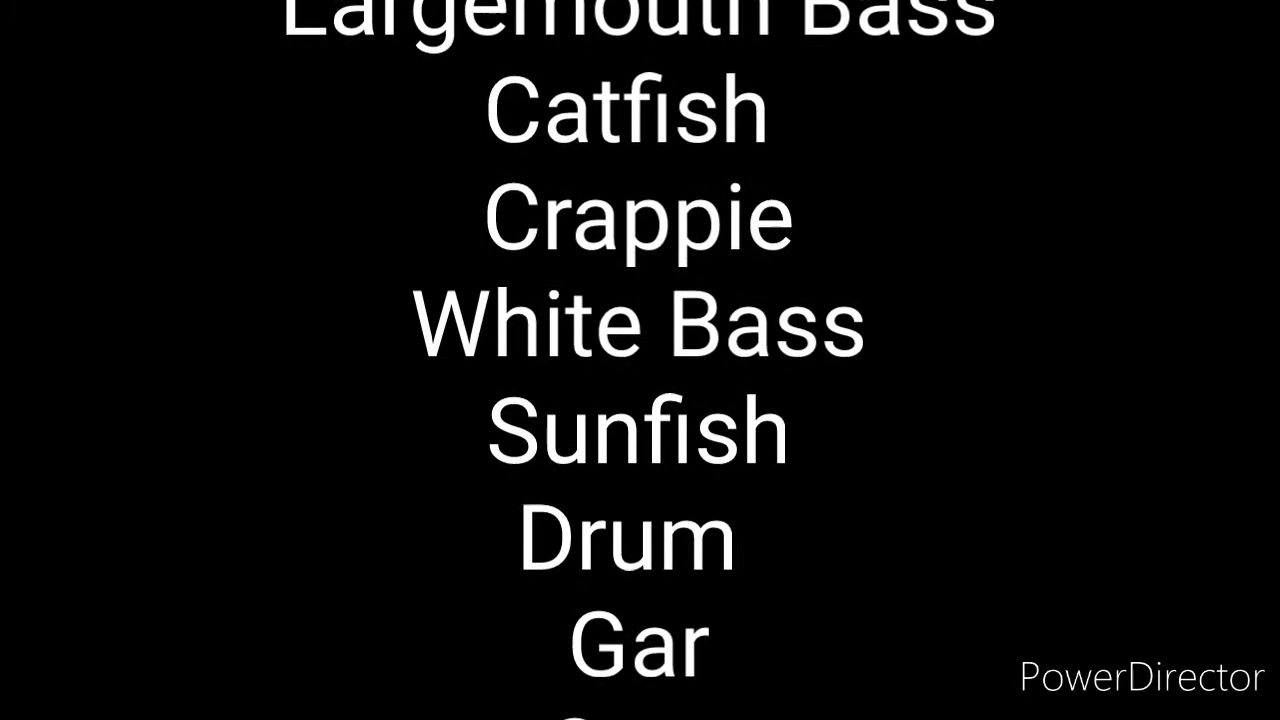 Largemouth Bass
Catfish
Crappie
White Bass
Sunfish
Drum
Gar
PowerDirector